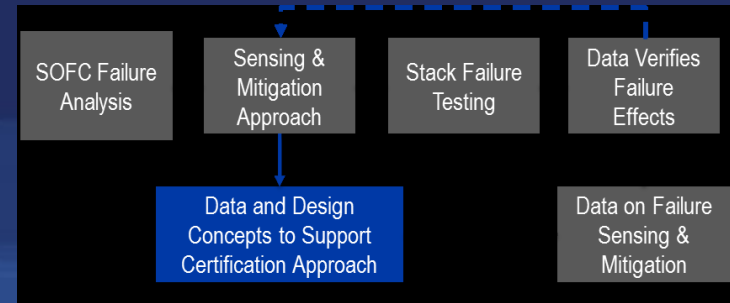 SOFC Failure
Analysis
Sensing &
Mitigation
Approach
Stack Failure
Testing
Data Verifies
Failure
Effects
Data and Design
Concepts to Support
Certification Approach
Data on Failure
Sensing &
Mitigation